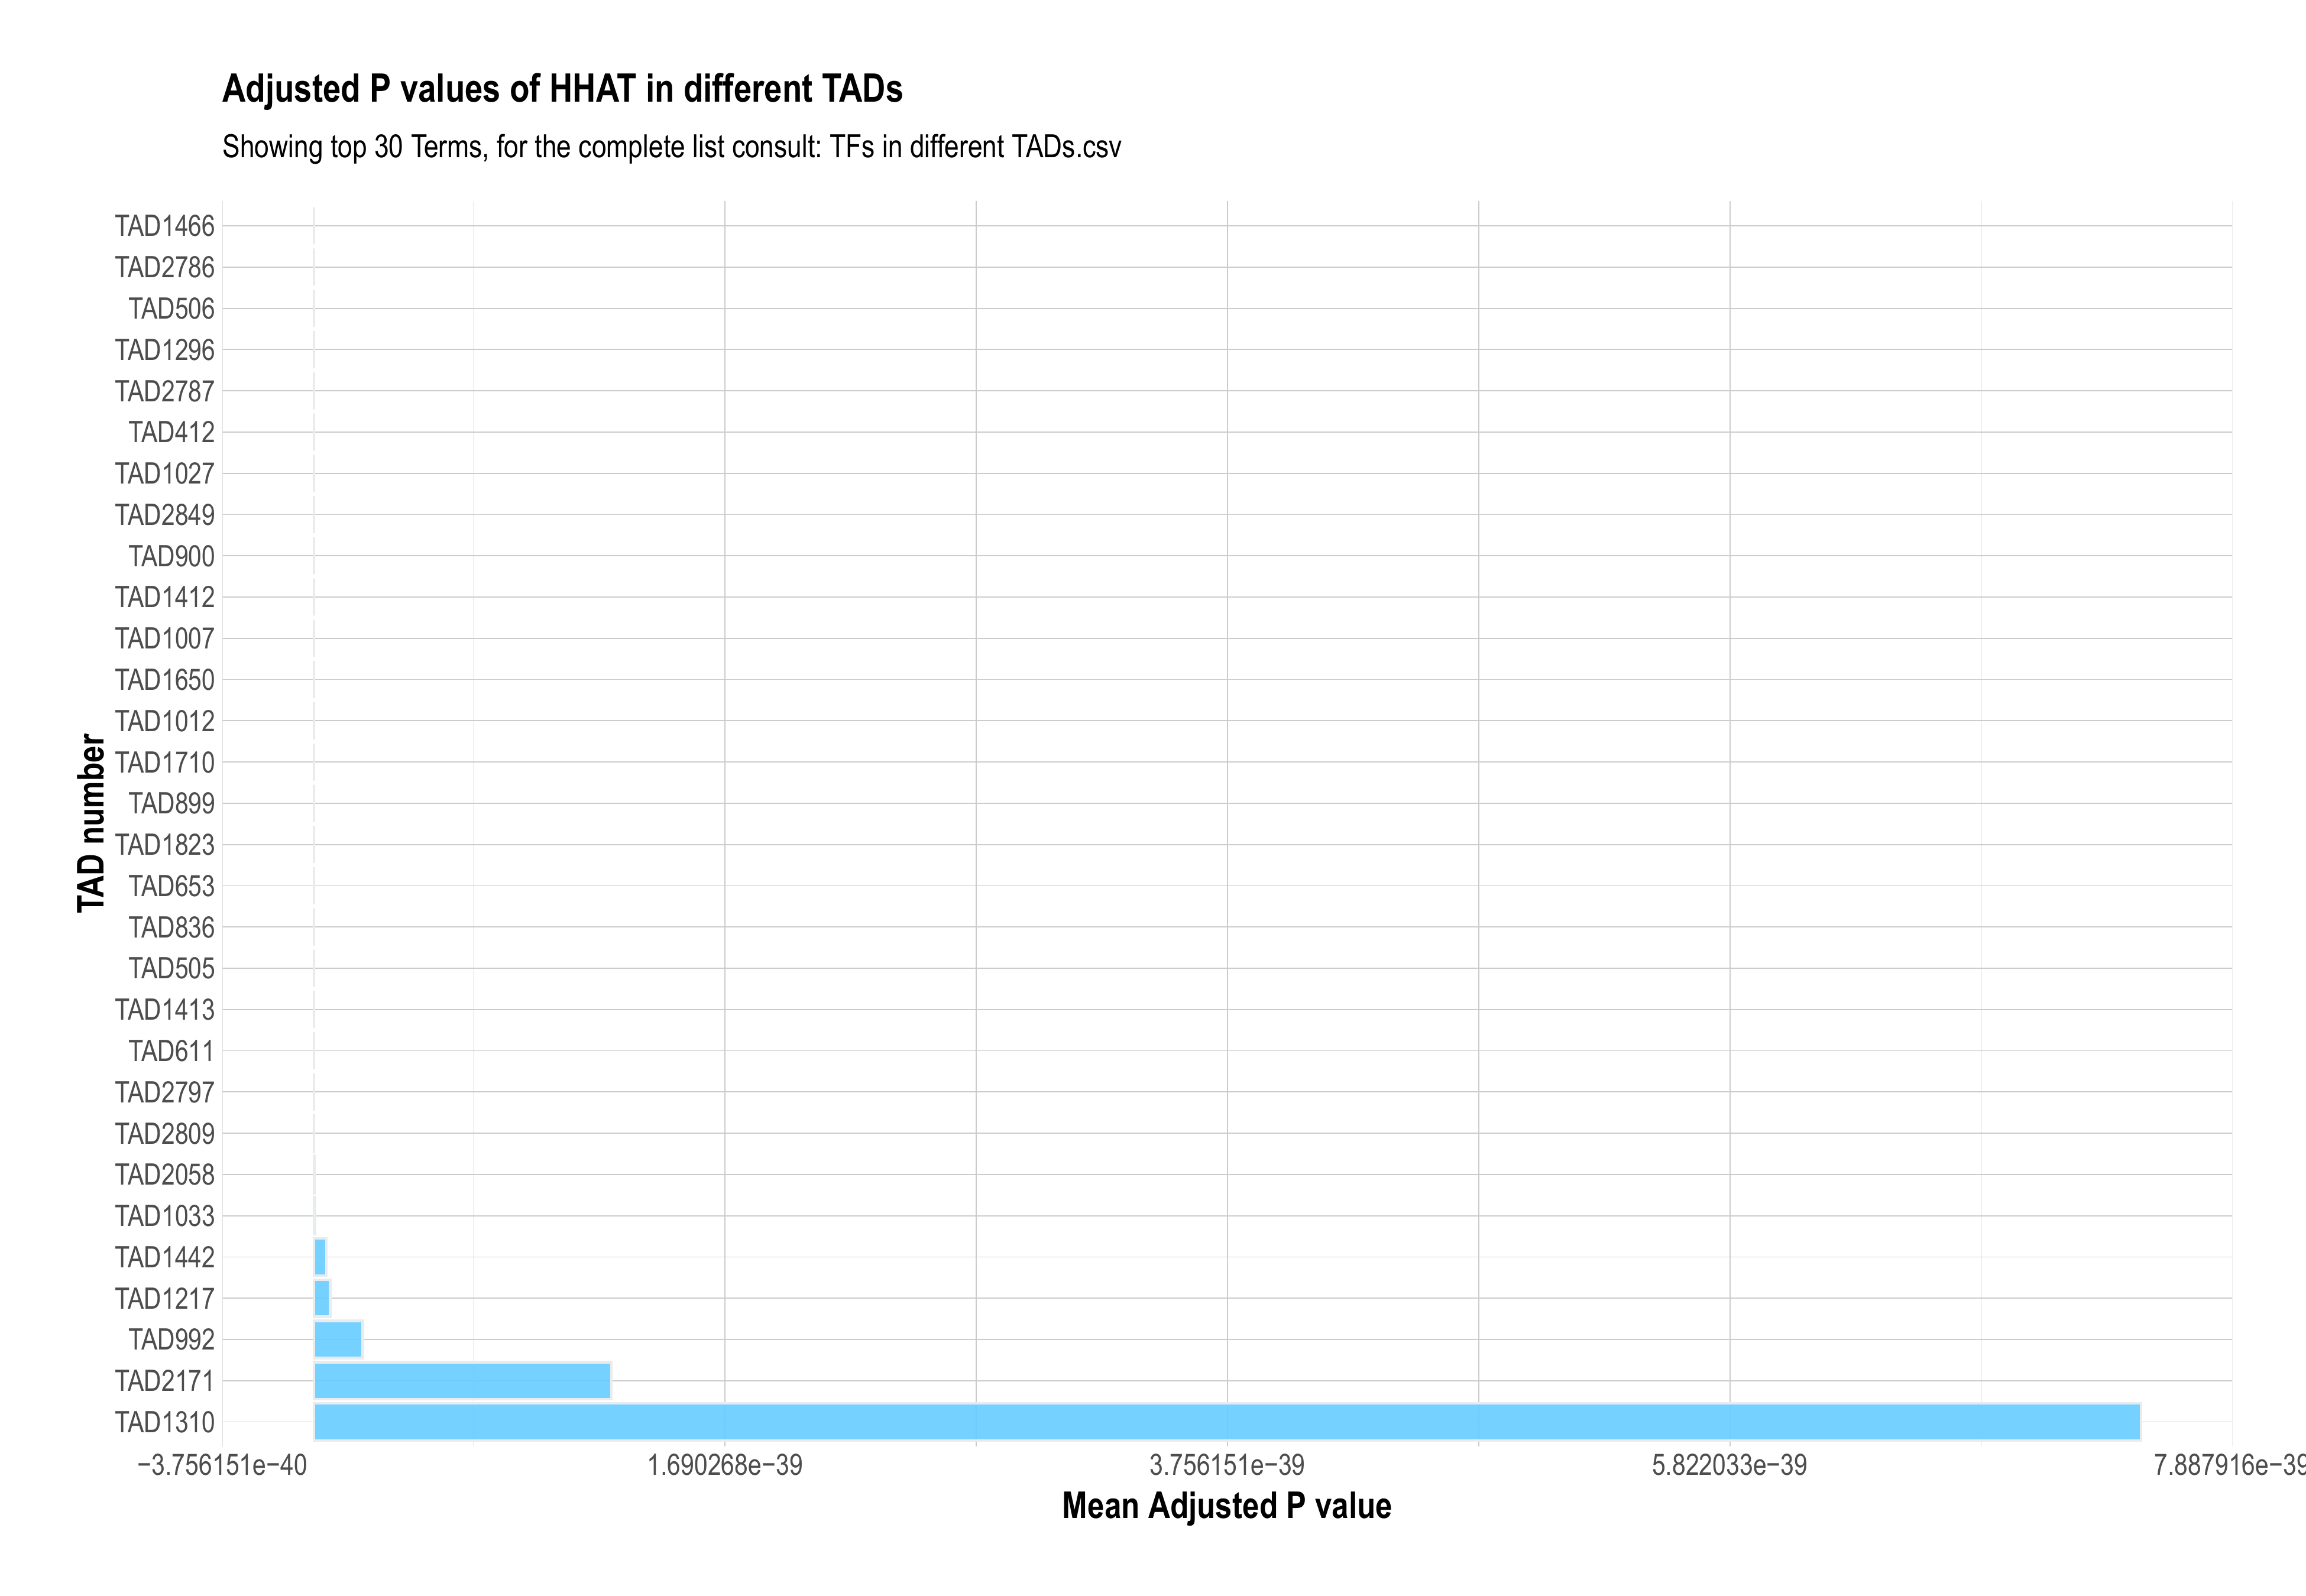 Adjusted P values of HHAT in different TADs
Showing top 30 Terms, for the complete list consult: TFs in different TADs.csv
TAD number
TAD1466
TAD2786
TAD506
TAD1296
TAD2787
TAD412
TAD1027
TAD2849
TAD900
TAD1412
TAD1007
TAD1650
TAD1012
TAD1710
TAD899
TAD1823
TAD653
TAD836
TAD505
TAD1413
TAD611
TAD2797
TAD2809
TAD2058
TAD1033
TAD1442
TAD1217
TAD992
TAD2171
TAD1310
−3.756151e−40 1.690268e−39 3.756151e−39 5.822033e−39 7.887916e−39
Mean Adjusted P value